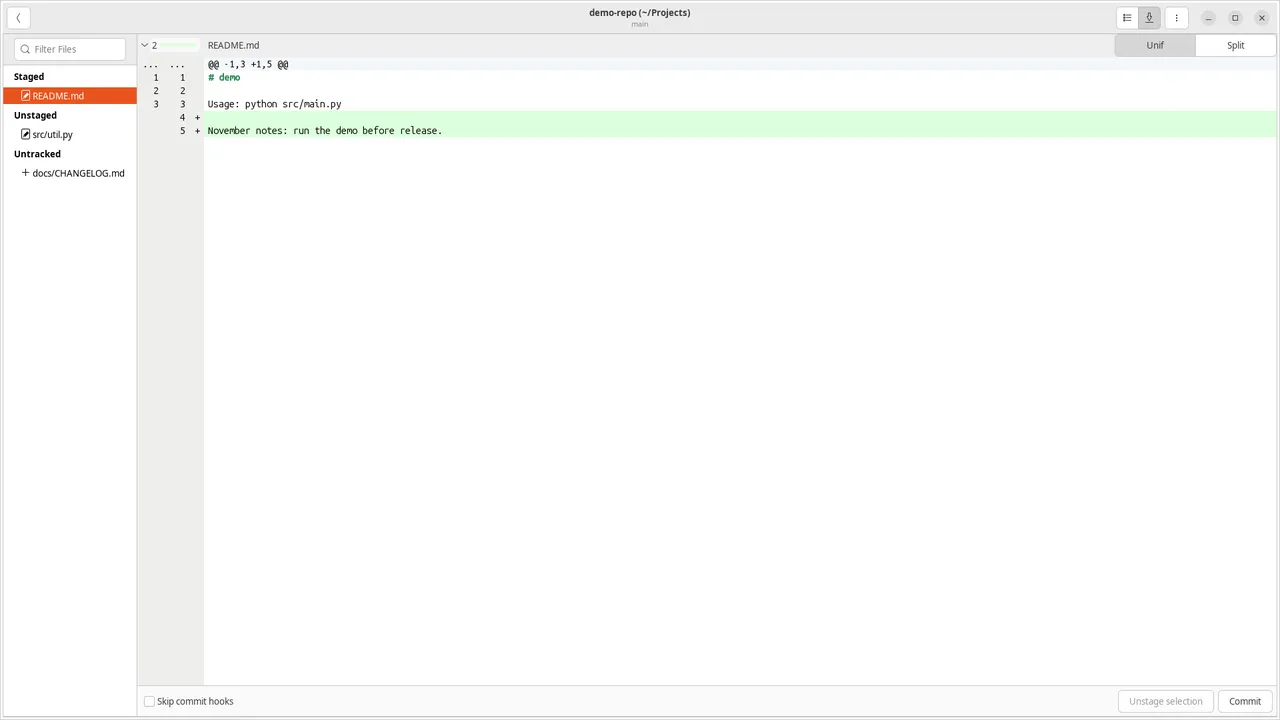 demo-repo (~/Projects)
main
Filter Files
Staged
README.md
Unstaged
src/util.py
Untracked
docs/CHANGELOG.md
2 README.md
Unif
Split
... ... @@ -1,3 +1,5 @@
1 1 # demo
2 2
3 3 Usage: python src/main.py
4 +
5 + November notes: run the demo before release.
Skip commit hooks
Unstage selection
Commit